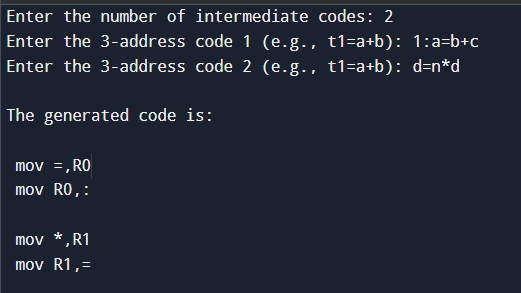 Enter the number of intermediate codes: 2
Enter the 3-address code 1 (e.g., t1=a+b): 1:a=b+c
Enter the 3-address code 2 (e.g., t1=a+b): d=n*d
The generated code is:
mov =,R0
mov R0,:
mov *,R1
mov R1,=